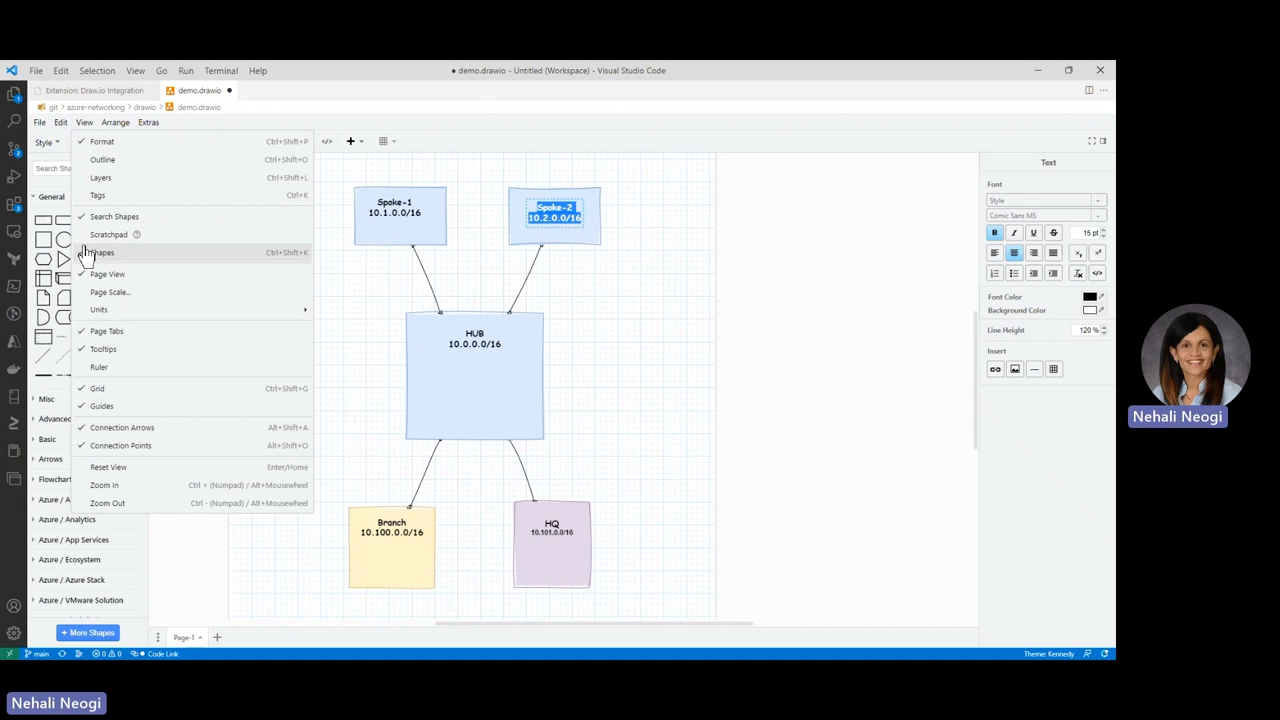 File Edit Selection View Go Run Terminal Help
● demo.drawio - Untitled (Workspace) - Visual Studio Code
Extension: Draw.io Integration
demo.drawio ●
git > azure-networking > drawio > demo.drawio
File Edit View Arrange Extras
Style
Search Sha
General
Misc
Advanced
Basic
Arrows
Flowchart
Azure / A
Azure / Analytics
Azure / App Services
Azure / Ecosystem
Azure / Azure Stack
Azure / VMware Solution
+ More Shapes
Format Ctrl+Shift+P
Outline Ctrl+Shift+O
Layers Ctrl+Shift+L
Tags Ctrl+K
Search Shapes
Scratchpad
Shapes Ctrl+Shift+K
Page View
Page Scale...
Units
Page Tabs
Tooltips
Ruler
Grid Ctrl+Shift+G
Guides
Connection Arrows Alt+Shift+A
Connection Points Alt+Shift+O
Reset View Enter/Home
Zoom In Ctrl + (Numpad) / Alt+Mousewheel
Zoom Out Ctrl - (Numpad) / Alt+Mousewheel
Spoke-1
10.1.0.0/16
Spoke-2
10.2.0.0/16
HUB
10.0.0.0/16
Branch
10.100.0.0/16
HQ
10.101.0.0/16
Page-1
Text
Font
Style
Comic Sans MS
B I U S 15 pt
Font Color
Background Color
Line Height 120 %
Insert
main 0 0 Code Link
Theme: Kennedy
Nehali Neogi
Nehali Neogi